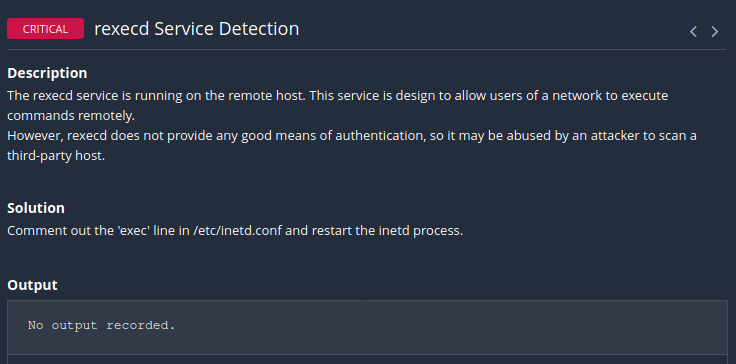 CRITICAL rexecd Service Detection
Description
The rexecd service is running on the remote host. This service is design to allow users of a network to execute
commands remotely.
However, rexecd does not provide any good means of authentication, so it may be abused by an attacker to scan a
third-party host.
Solution
Comment out the 'exec' line in /etc/inetd.conf and restart the inetd process.
Output
No output recorded.